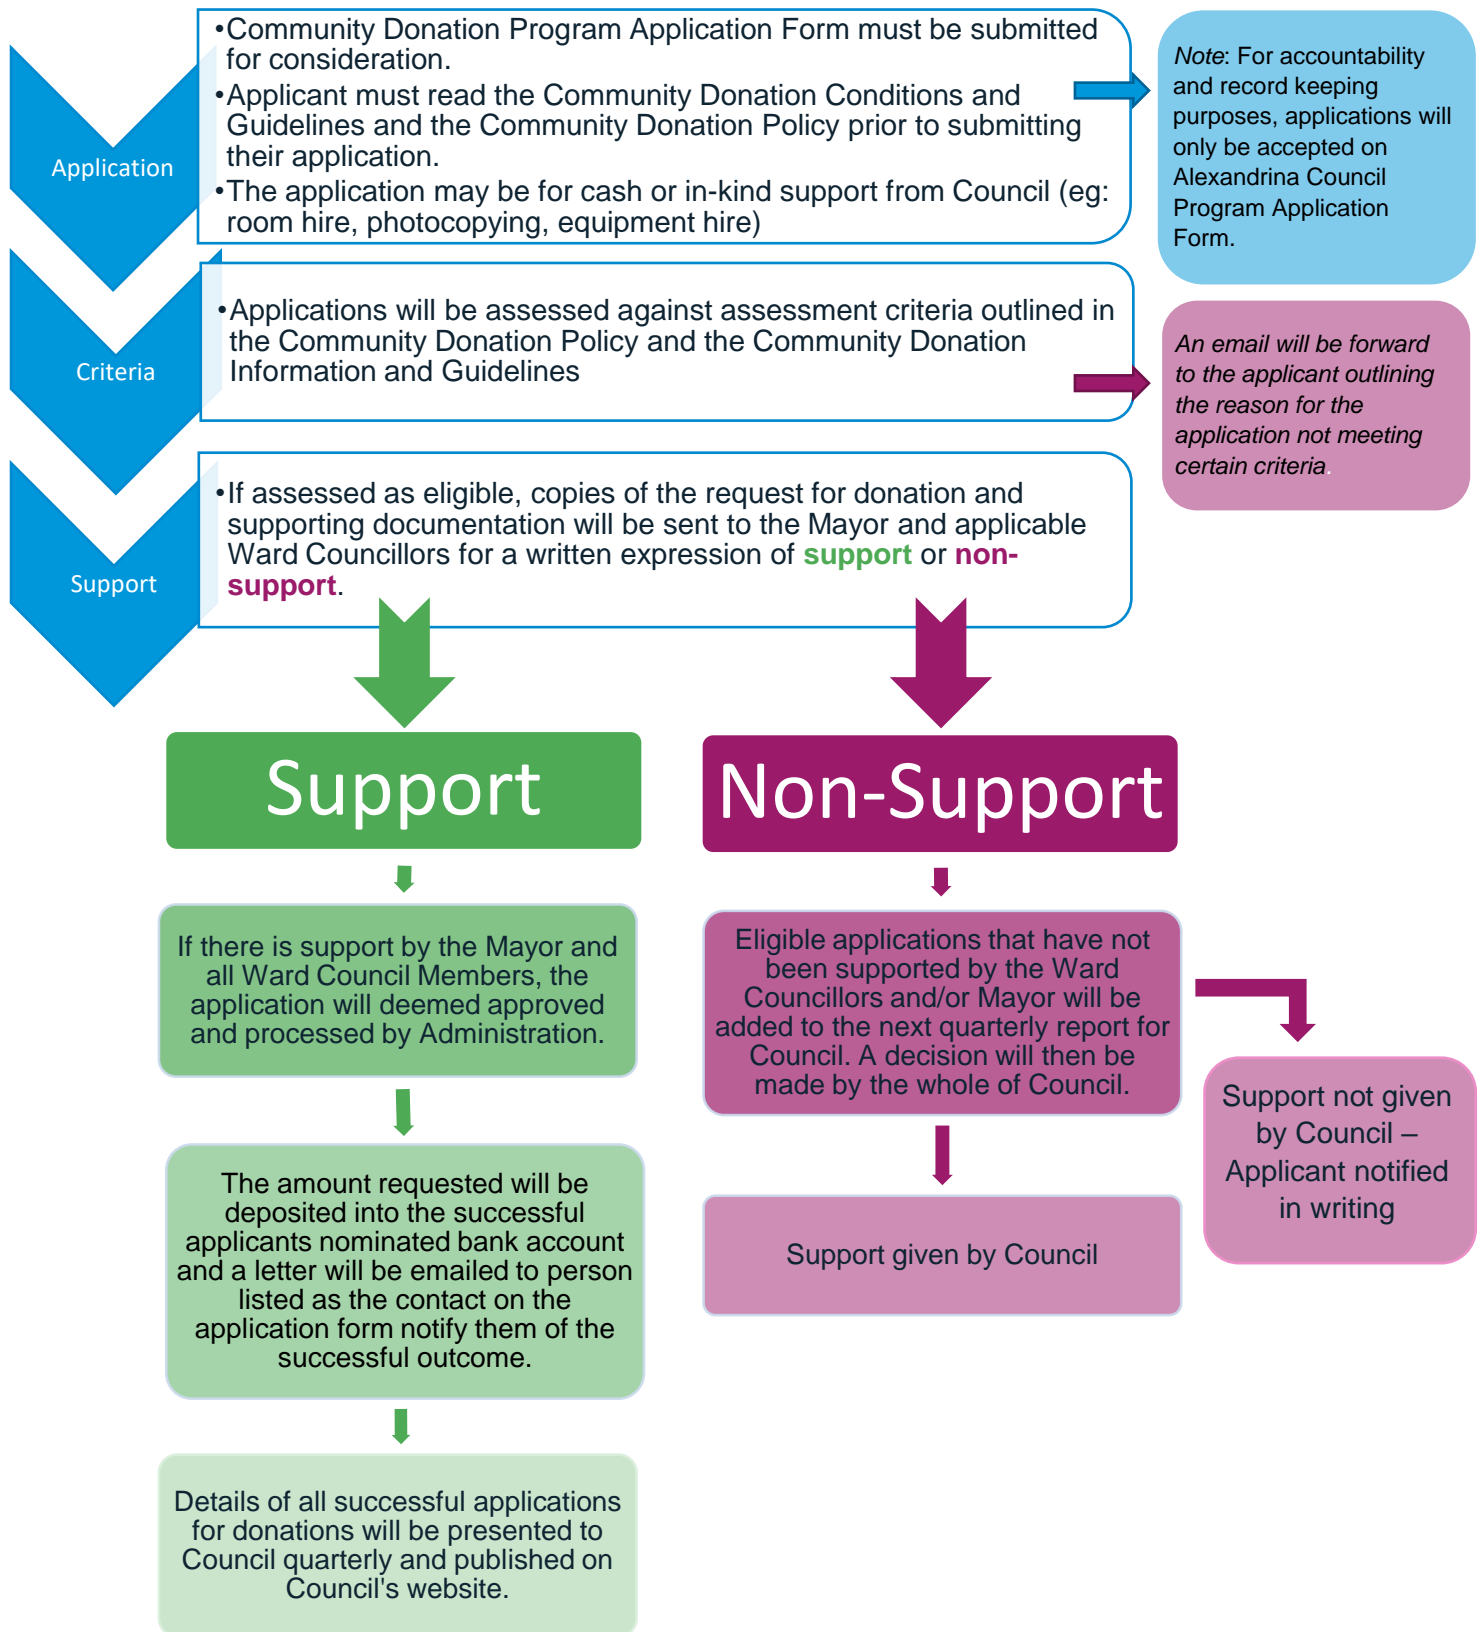 Application
•Community Donation Program Application Form must be submitted
for consideration.
•Applicant must read the Community Donation Conditions and
Guidelines and the Community Donation Policy prior to submitting
their application.
•The application may be for cash or in-kind support from Council (eg:
room hire, photocopying, equipment hire)
Note: For accountability
and record keeping
purposes, applications will
only be accepted on
Alexandrina Council
Program Application
Form.
Criteria
•Applications will be assessed against assessment criteria outlined in
the Community Donation Policy and the Community Donation
Information and Guidelines
An email will be forward
to the applicant outlining
the reason for the
application not meeting
certain criteria.
Support
•If assessed as eligible, copies of the request for donation and
supporting documentation will be sent to the Mayor and applicable
Ward Councillors for a written expression of support or non-
support.
Support
If there is support by the Mayor and
all Ward Council Members, the
application will deemed approved
and processed by Administration.
The amount requested will be
deposited into the successful
applicants nominated bank account
and a letter will be emailed to person
listed as the contact on the
application form notify them of the
successful outcome.
Details of all successful applications
for donations will be presented to
Council quarterly and published on
Council's website.
Non-Support
Eligible applications that have not
been supported by the Ward
Councillors and/or Mayor will be
added to the next quarterly report for
Council. A decision will then be
made by the whole of Council.
Support given by Council
Support not given
by Council –
Applicant notified
in writing